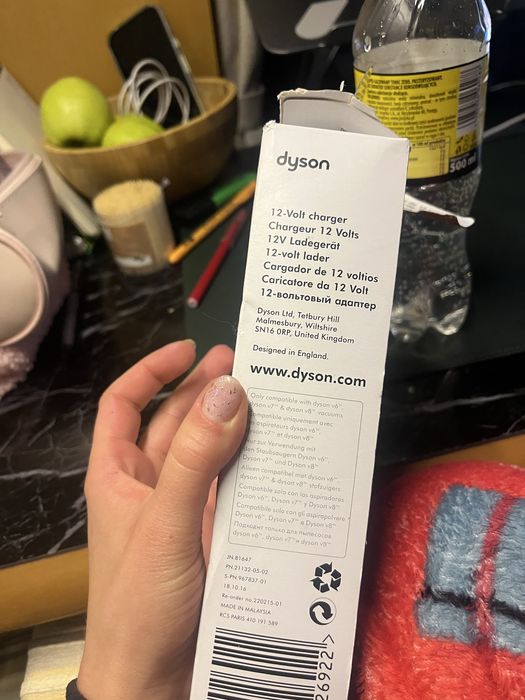 dyson
12-Volt charger
Chargeur 12 Volts
12V Ladegerät
12-volt lader
Cargador de 12 voltios
Caricatore da 12 Volt
12-вольтовый адаптер
Dyson Ltd, Tetbury Hill
Malmesbury, Wiltshire
SN16 0RP, United Kingdom
Designed in England.
www.dyson.com
Only compatible with dyson v6™
dyson v7™ & dyson v8™ vacuums
Compatible uniquement avec
aspirateurs dyson v6™
dyson v7™ et dyson v8™
Nur zur Verwendung mit
den Staubsaugern Dyson v6™
Dyson v7™ und Dyson v8™
Alleen compatibel met dyson v6™
dyson v7™ & dyson v8™ stofzuigers
Compatible solo con las aspiradoras
Dyson v6™, Dyson v7™ y Dyson v8™
Compatibile solo con gli aspirapolvere
Dyson v6™, Dyson v7™ e Dyson v8™
Подходит только для пылесосов
dyson v6™, dyson v7™ и dyson v8™
JN.81647
PN.21132-05-02
S-PN.967837-01
18.10.16
Re-order no.220215-01
MADE IN MALAYSIA
RCS PARIS 410 191 589
26922
500 ml